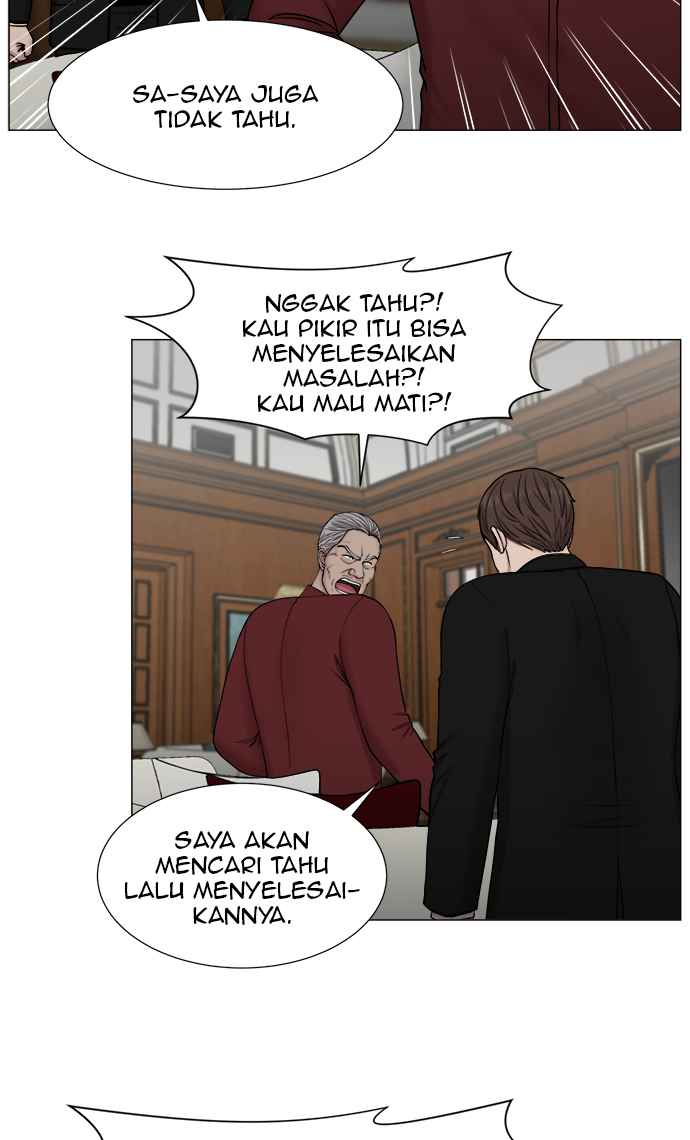 SA-SAYA JUGA
TIDAK TAHU.
NGGAK TAHU?!
KAU PIKIR ITU BISA
MENYELESAIKAN
MASALAH?!
KAU MAU MATI?!
SAYA AKAN
MENCARI TAHU
LALU MENYELESAI-
KANNYA.